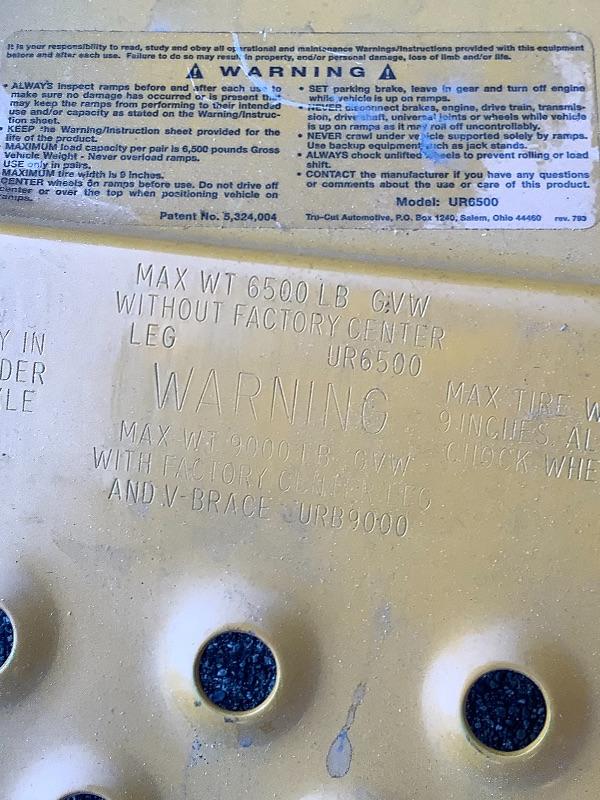 It is your responsibility to read, study and obey all operational and maintenance Warnings/Instructions provided with this equipment
before and after each use. Failure to do so may result in property, and/or personal damage, loss of limb and/or life.
WARNING
• ALWAYS inspect ramps before and after each use to
make sure no damage has occurred or is present that
may keep the ramps from performing to their intended
use and/or capacity as stated on the Warning/Instruc-
tion sheet.
• KEEP the Warning/Instruction sheet provided for the
life of the product.
• MAXIMUM load capacity per pair is 6,500 pounds Gross
Vehicle Weight - Never overload ramps.
USE only in pairs.
MAXIMUM tire width is 9 inches.
CENTER wheels on ramps before use. Do not drive off
center or over the top when positioning vehicle on
ramps.
Patent No. 5,324,004
• SET parking brake, leave in gear and turn off engine
while vehicle is up on ramps.
• NEVER disconnect brakes, engine, drive train, transmis-
sion, drive shaft, universal joints or wheels while vehicle
is up on ramps as it may roll off uncontrollably.
• NEVER crawl under vehicle supported solely by ramps.
Use backup equipment such as jack stands.
• ALWAYS chock unlifted wheels to prevent rolling or load
shift.
• CONTACT the manufacturer if you have any questions
or comments about the use or care of this product.
Model: UR6500
Tru-Cut Automotive, P.O. Box 1240, Salem, Ohio 44460 rev. 793
MAX WT 6500 LB GVW
WITHOUT FACTORY CENTER
LEG UR6500
WARNING
MAX WT 9000 LB GVW
WITH FACTORY CENTER LEG
AND V-BRACE URB9000
Y IN
DER
LE
MAX TIRE W
9 INCHES AL
CHOCK WHE